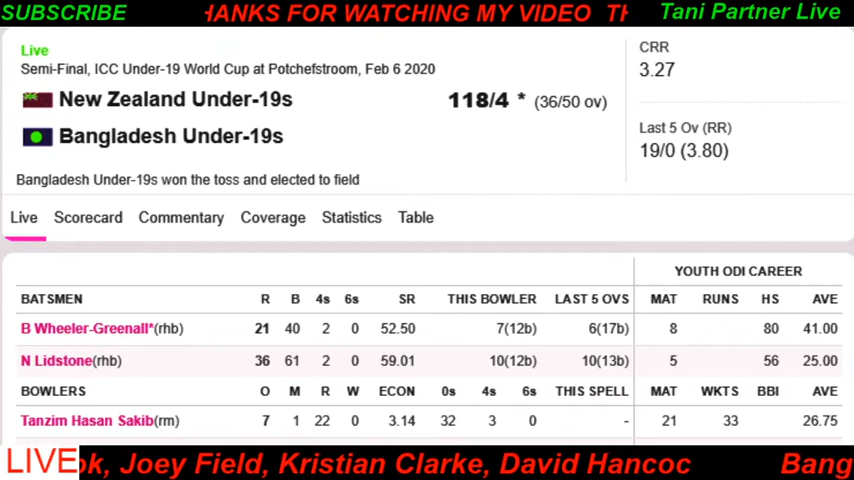 SUBSCRIBE HANKS FOR WATCHING MY VIDEO Tani Partner Live
Live
Semi-Final, ICC Under-19 World Cup at Potchefstroom, Feb 6 2020
New Zealand Under-19s 118/4 * (36/50 ov)
Bangladesh Under-19s
Bangladesh Under-19s won the toss and elected to field
CRR
3.27
Last 5 Ov (RR)
19/0 (3.80)
Live Scorecard Commentary Coverage Statistics Table
YOUTH ODI CAREER
BATSMEN R B 4s 6s SR THIS BOWLER LAST 5 OVS MAT RUNS HS AVE
B Wheeler-Greenall*(rhb) 21 40 2 0 52.50 7(12b) 6(17b) 8 80 41.00
N Lidstone(rhb) 36 61 2 0 59.01 10(12b) 10(13b) 5 56 25.00
BOWLERS O M R W ECON 0s 4s 6s THIS SPELL MAT WKTS BBI AVE
Tanzim Hasan Sakib(rm) 7 1 22 0 3.14 32 3 0 - 21 33 26.75
LIVE ok, Joey Field, Kristian Clarke, David Hancoc Bang